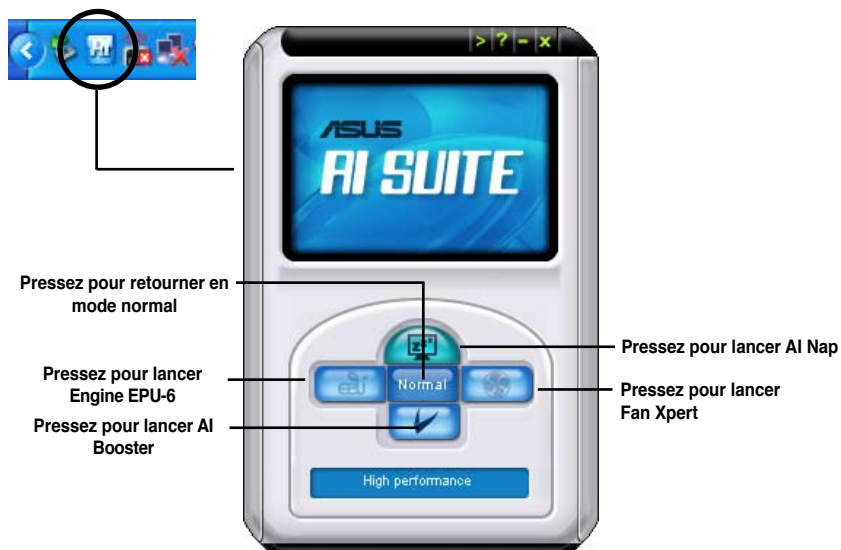 > ? - x
ASUS
AI SUITE
Pressez pour retourner en
mode normal
Pressez pour lancer AI Nap
Pressez pour lancer
Engine EPU-6
EPU
Normal
Pressez pour lancer
Fan Xpert
Pressez pour lancer AI
Booster
High performance